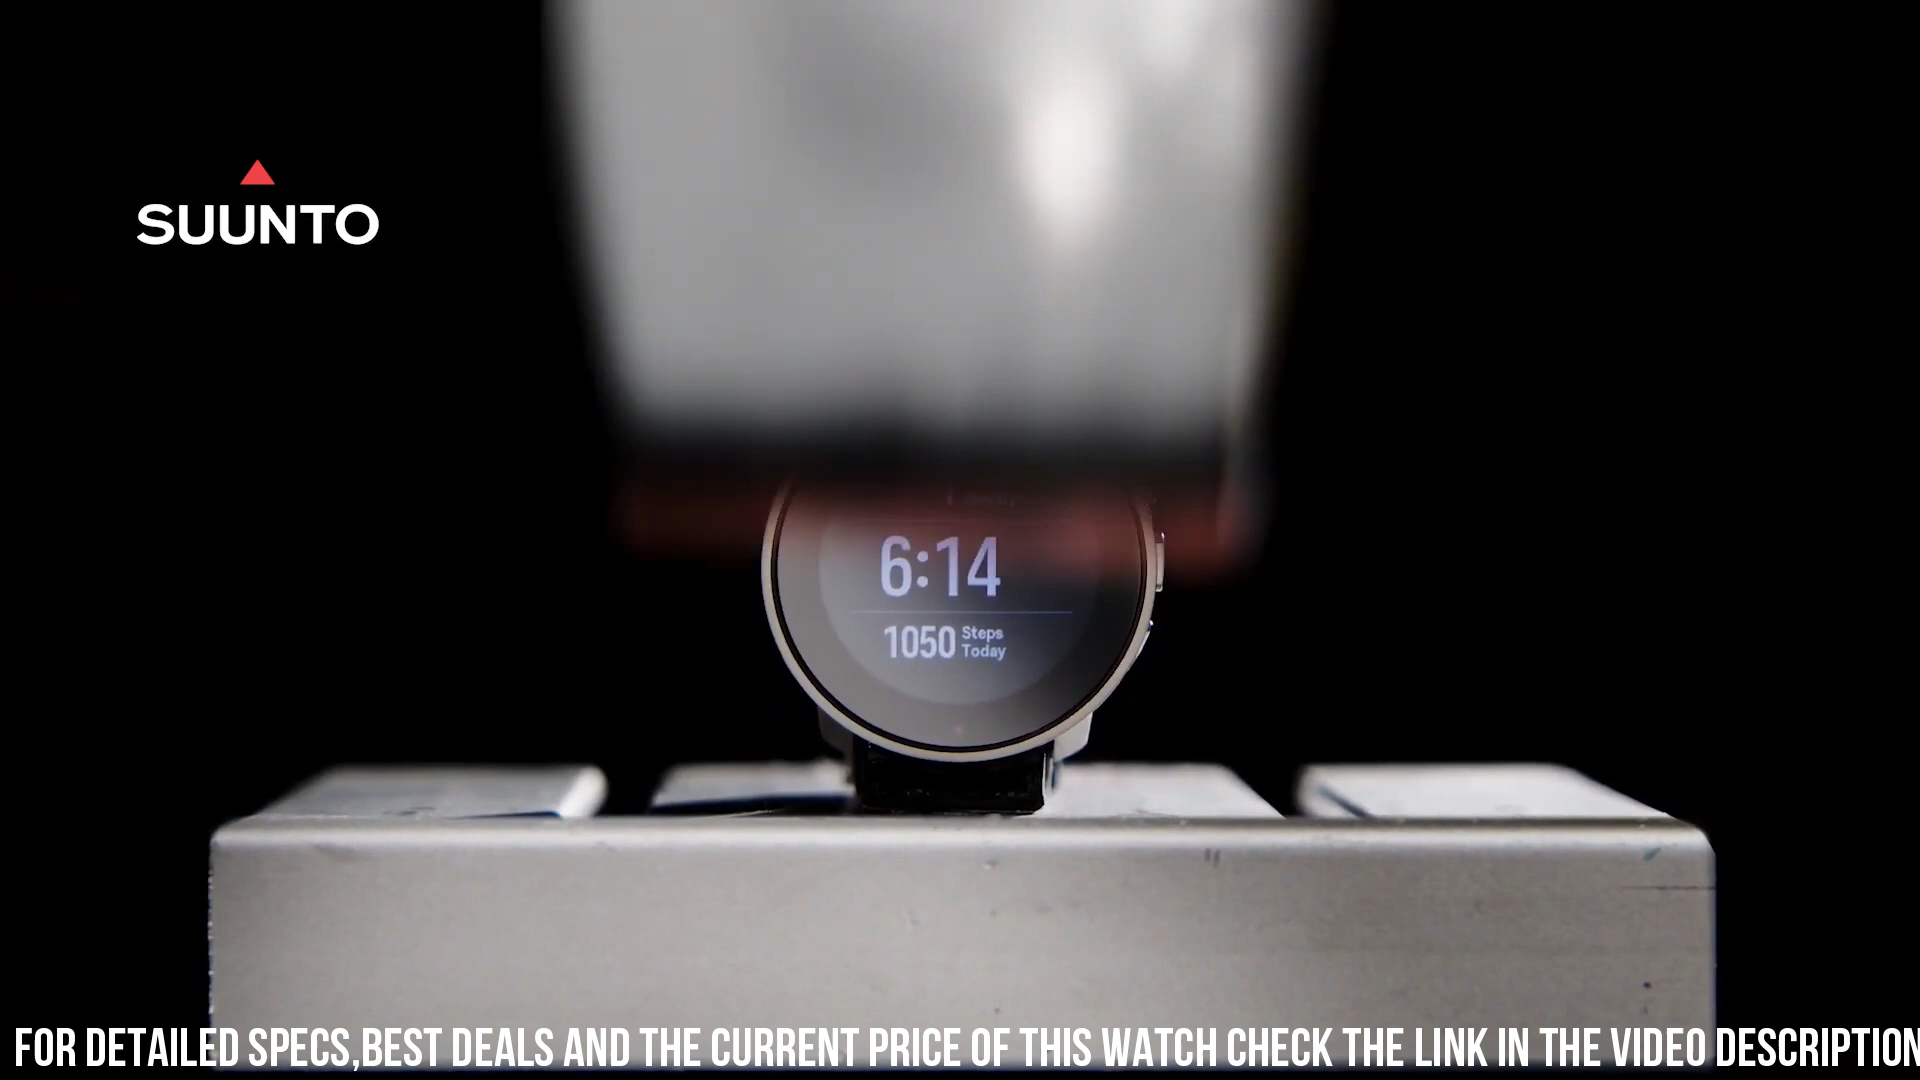 SUUNTO
6:14
1050 Steps
Today
FOR DETAILED SPECS,BEST DEALS AND THE CURRENT PRICE OF THIS WATCH CHECK THE LINK IN THE VIDEO DESCRIPTION